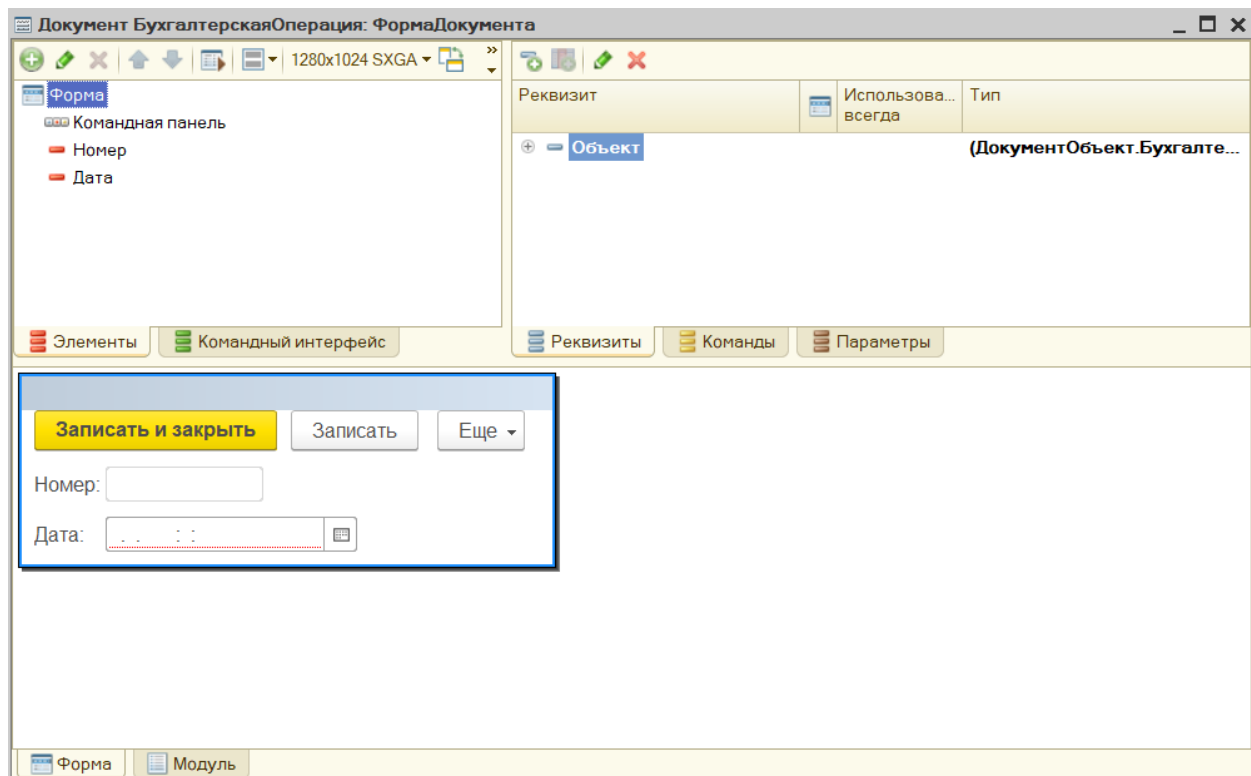 Документ БухгалтерскаяОперация: ФормаДокумента
1280x1024 SXGA
»
Форма
Командная панель
Номер
Дата
Элементы
Командный интерфейс
Реквизит
Использова...
всегда
Тип
Объект
(ДокументОбъект.Бухгалте...
Реквизиты
Команды
Параметры
Записать и закрыть
Записать
Еще
Номер:
Дата:
. . : :
Форма
Модуль